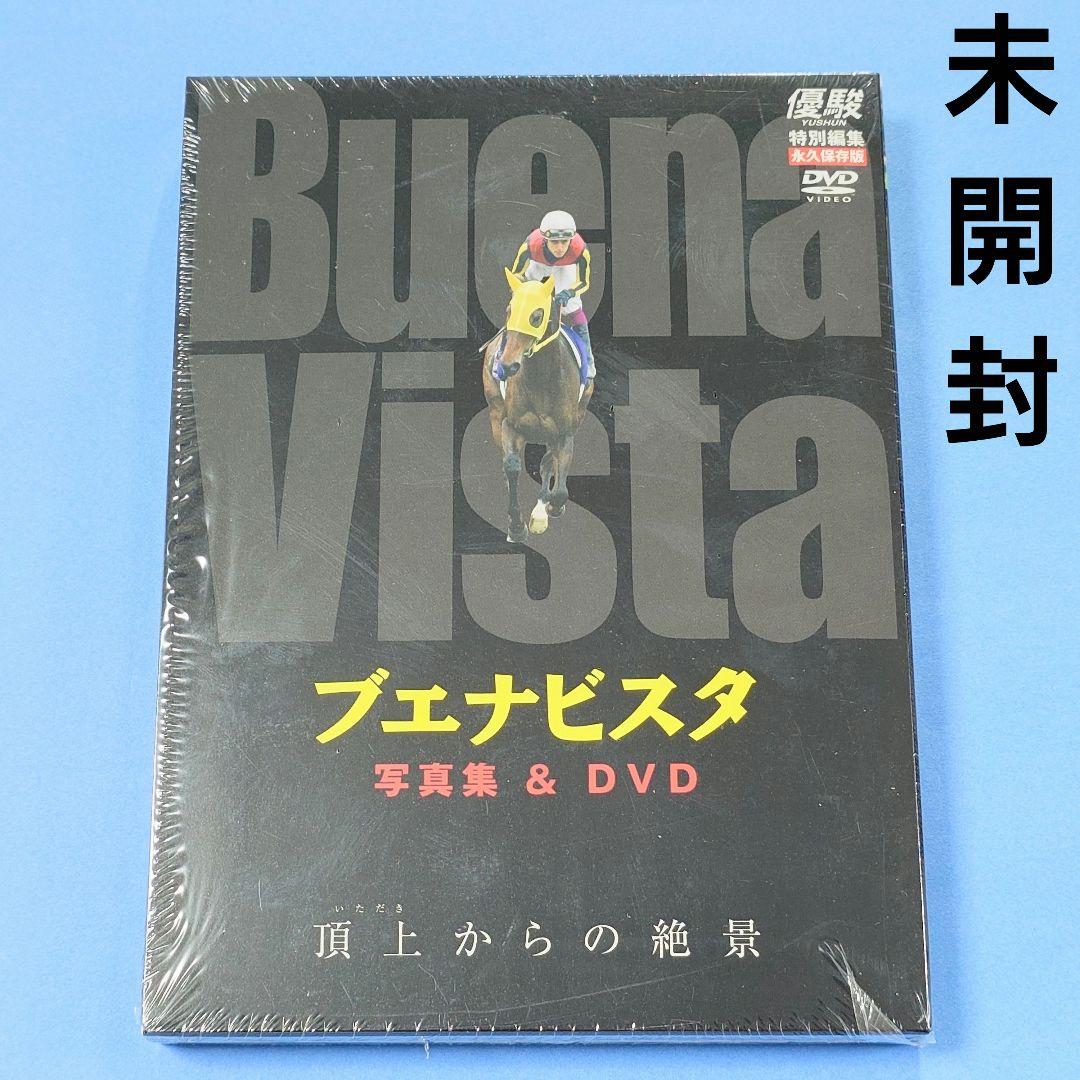 未開封
優駿
YUSHUN
特別編集
永久保存版
DVD
VIDEO
Buena
Vista
ブエナビスタ
写真集 & DVD
いただき
頂上からの絶景